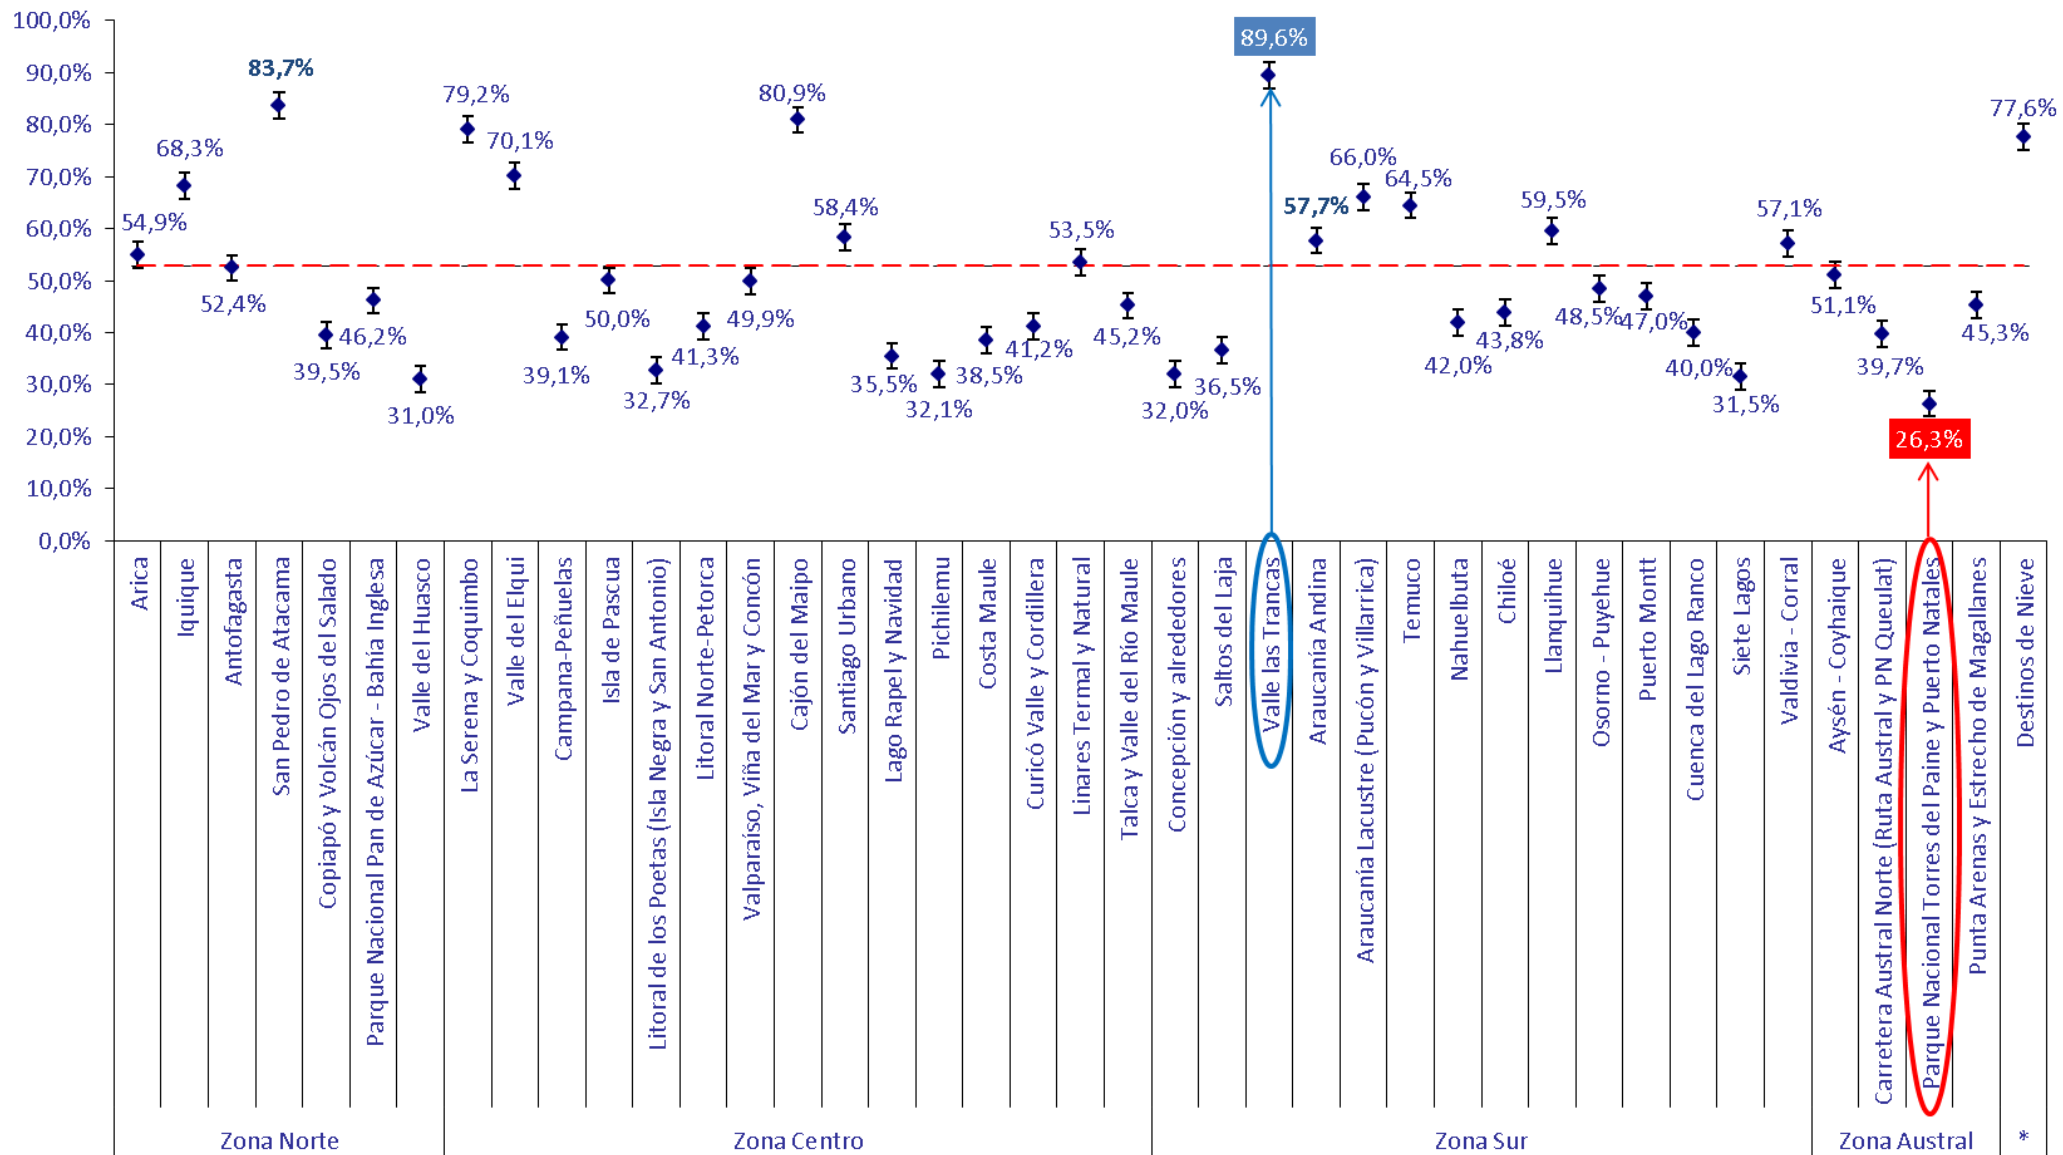 100,0%
90,0%
80,0%
70,0%
60,0%
50,0%
40,0%
30,0%
20,0%
10,0%
0,0%
54,9%
68,3%
52,4%
83,7%
39,5%
46,2%
31,0%
79,2%
70,1%
39,1%
50,0%
32,7%
41,3%
49,9%
80,9%
58,4%
35,5%
32,1%
38,5%
41,2%
53,5%
45,2%
32,0%
36,5%
89,6%
57,7%
66,0%
64,5%
42,0%
43,8%
59,5%
48,5%
47,0%
40,0%
31,5%
57,1%
51,1%
39,7%
26,3%
45,3%
77,6%
Arica
Iquique
Antofagasta
San Pedro de Atacama
Copiapó y Volcán Ojos del Salado
Parque Nacional Pan de Azúcar - Bahía Inglesa
Valle del Huasco
La Serena y Coquimbo
Valle del Elqui
Campana-Peñuelas
Isla de Pascua
Litoral de los Poetas (Isla Negra y San Antonio)
Litoral Norte-Petorca
Valparaíso, Viña del Mar y Concón
Cajón del Maipo
Santiago Urbano
Lago Rapel y Navidad
Pichilemu
Costa Maule
Curicó Valle y Cordillera
Linares Termal y Natural
Talca y Valle del Río Maule
Concepción y alrededores
Saltos del Laja
Valle las Trancas
Araucanía Andina
Araucanía Lacustre (Pucón y Villarrica)
Temuco
Nahuelbuta
Chiloé
Llanquihue
Osorno - Puyehue
Puerto Montt
Cuenca del Lago Ranco
Siete Lagos
Valdivia - Corral
Aysén - Coyhaique
Carretera Austral Norte (Ruta Austral y PN Queulat)
Parque Nacional Torres del Paine y Puerto Natales
Punta Arenas y Estrecho de Magallanes
Destinos de Nieve
Zona Norte
Zona Centro
Zona Sur
Zona Austral
*